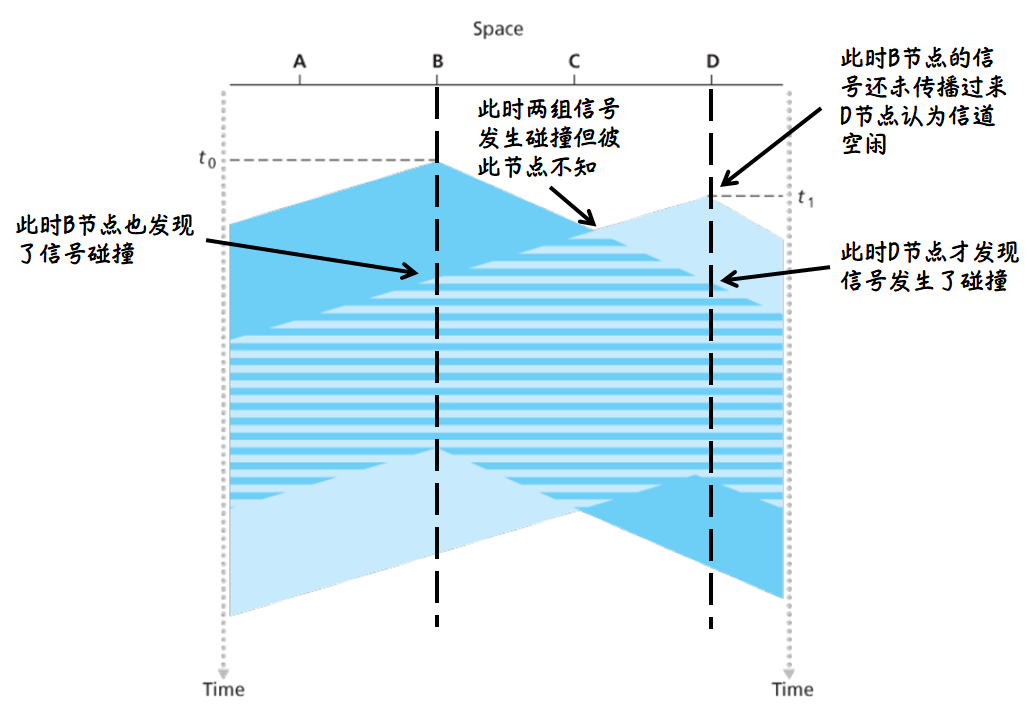 Space
A B C D
此时B节点的信
号还未传播过来
D节点认为信道
空闲
此时两组信号
发生碰撞但彼
此节点不知
t0
t1
此时B节点也发现
了信号碰撞
此时D节点才发现
信号发生了碰撞
Time
Time